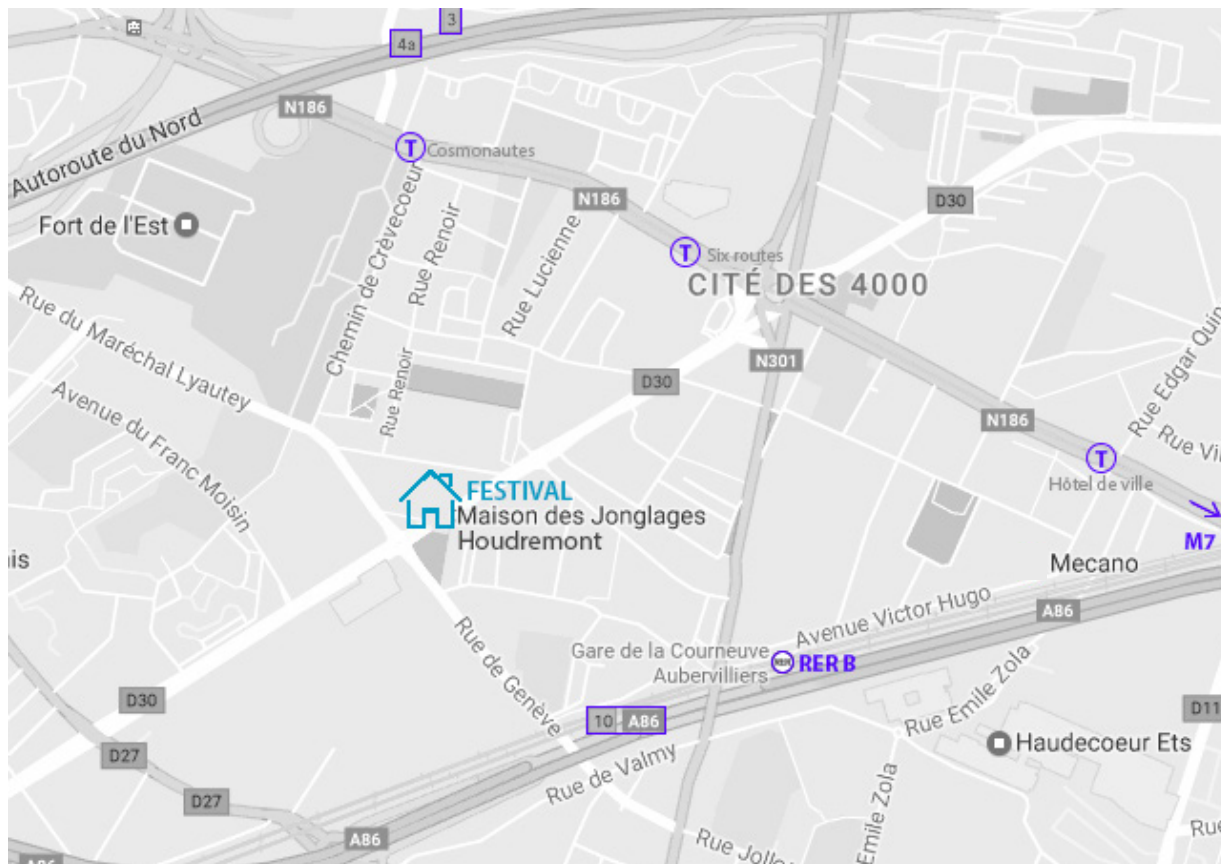 3
4a
N186
T
Cosmonautes
Autoroute du Nord
N186
D30
Fort de l'Est
Chemin de Crèvecoeur
Rue Renoir
Rue Lucienne
T
Six routes
CITÉ DES 4000
Rue du Maréchal Lyautey
N301
Rue Edgar Quin
D30
Rue Renoir
Avenue du Franc Moisin
N186
Rue Vi
T
Hôtel de ville
FESTIVAL
Maison des Jonglages
Houdremont
M7
is
Mecano
Avenue Victor Hugo
A86
Gare de la Courneuve
Aubervilliers
RER
RER B
Rue de Genève
Rue Emile Zola
D30
10
A86
D11
D27
Haudecoeur Ets
Rue de Valmy
D27
Emile Zola
A86
Rue Jollo
Rue
A86